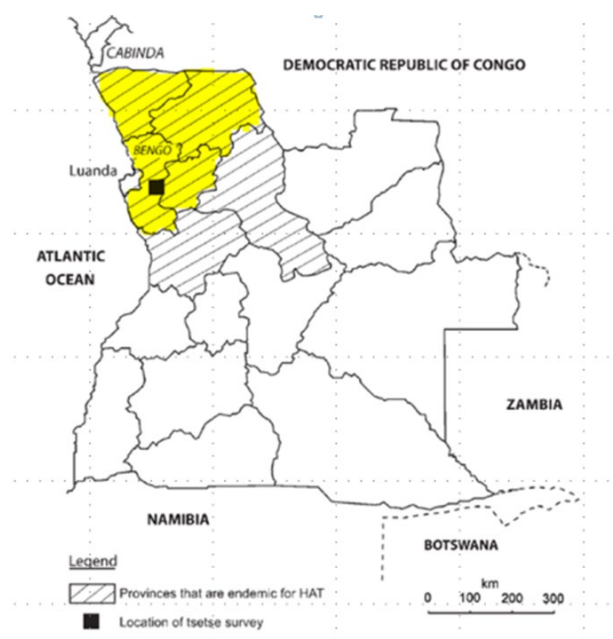 CABINDA
DEMOCRATIC REPUBLIC OF CONGO
BENGO
Luanda
ATLANTIC
OCEAN
ZAMBIA
NAMIBIA
BOTSWANA
Legend
Provinces that are endemic for HAT
Location of tsetse survey
km
0 100 200 300